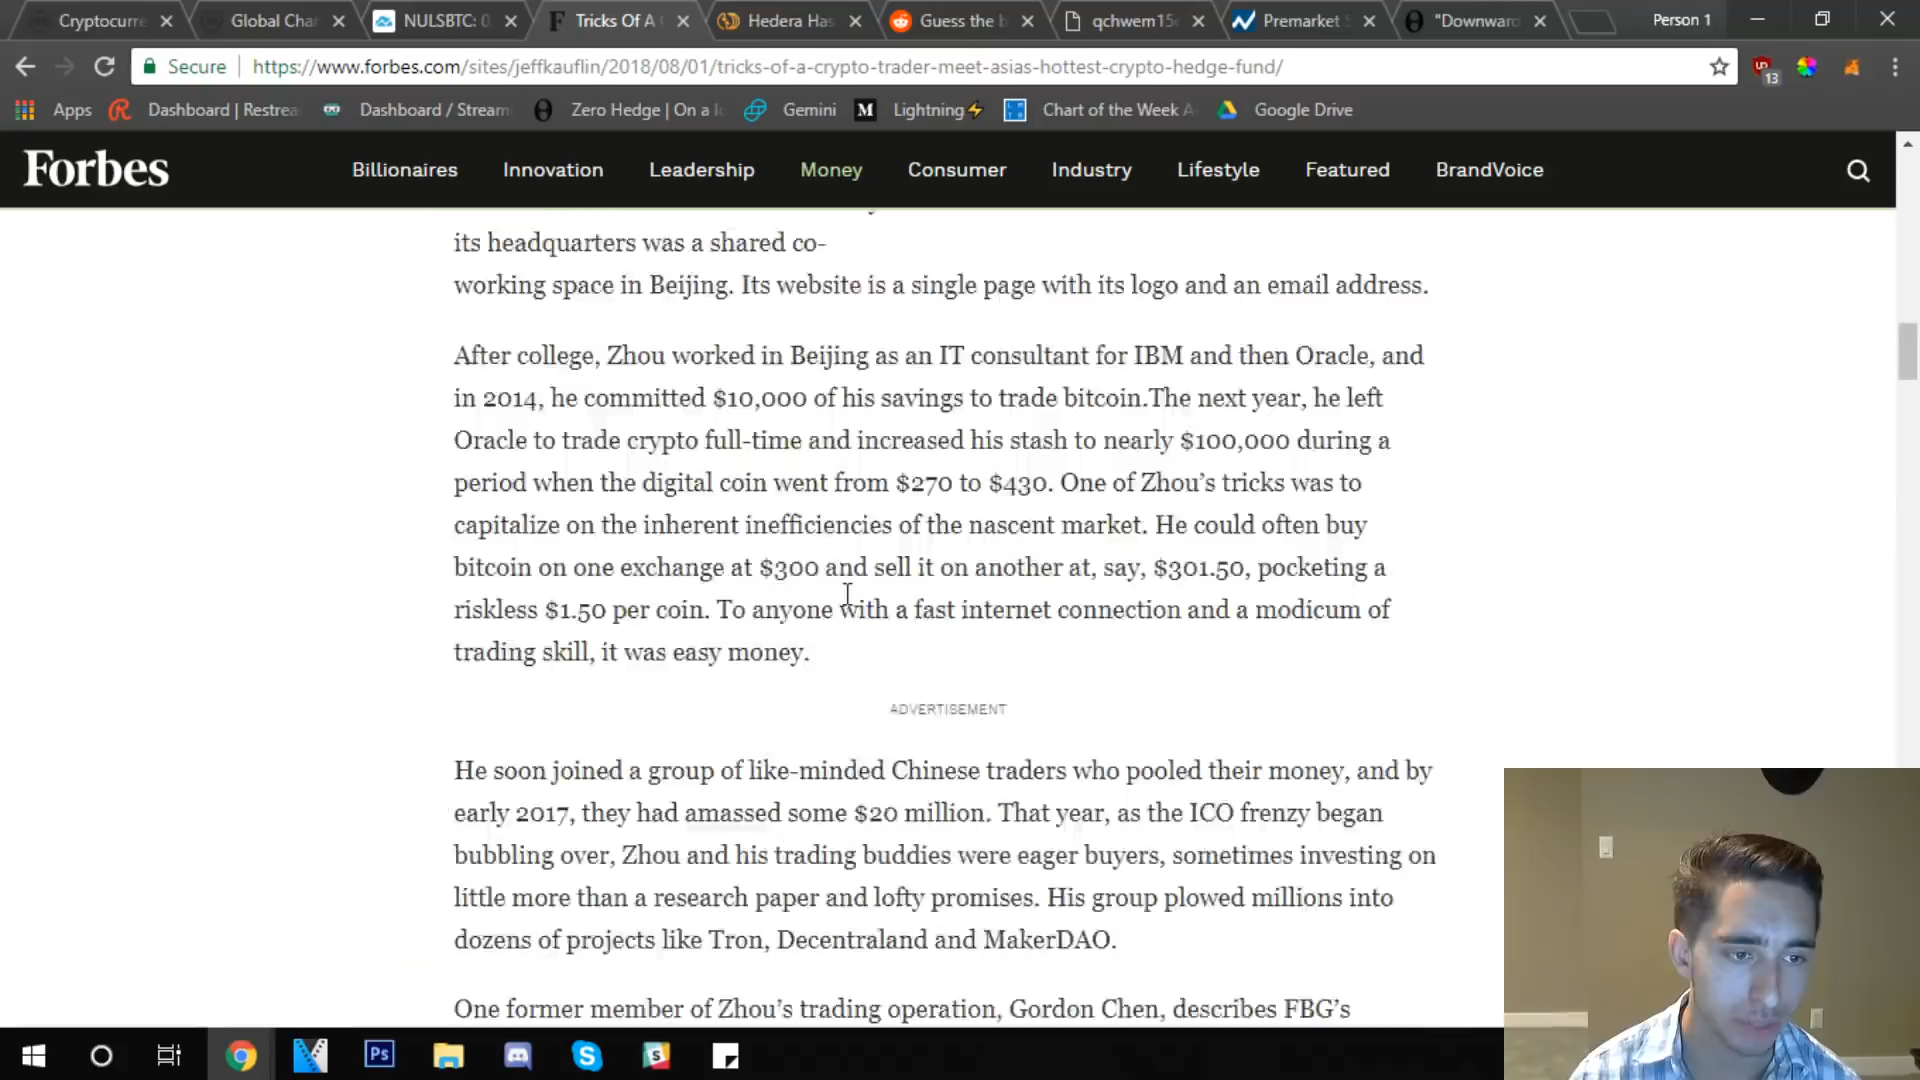 Cryptocurre
Global Cha
NULSBTC: 0
Tricks Of A C
Hedera Has
Guess the b
qchwem15
Premarket S
"Downward
Person 1
Secure
https://www.forbes.com/sites/jeffkauflin/2018/08/01/tricks-of-a-crypto-trader-meet-asias-hottest-crypto-hedge-fund/
13
Apps
Dashboard | Restrea
Dashboard / Stream
Zero Hedge | On a lo
Gemini
Lightning⚡
Chart of the Week A
Google Drive
Forbes
Billionaires
Innovation
Leadership
Money
Consumer
Industry
Lifestyle
Featured
BrandVoice
its headquarters was a shared co-
working space in Beijing. Its website is a single page with its logo and an email address.
After college, Zhou worked in Beijing as an IT consultant for IBM and then Oracle, and
in 2014, he committed $10,000 of his savings to trade bitcoin.The next year, he left
Oracle to trade crypto full-time and increased his stash to nearly $100,000 during a
period when the digital coin went from $270 to $430. One of Zhou’s tricks was to
capitalize on the inherent inefficiencies of the nascent market. He could often buy
bitcoin on one exchange at $300 and sell it on another at, say, $301.50, pocketing a
riskless $1.50 per coin. To anyone with a fast internet connection and a modicum of
trading skill, it was easy money.
ADVERTISEMENT
He soon joined a group of like-minded Chinese traders who pooled their money, and by
early 2017, they had amassed some $20 million. That year, as the ICO frenzy began
bubbling over, Zhou and his trading buddies were eager buyers, sometimes investing on
little more than a research paper and lofty promises. His group plowed millions into
dozens of projects like Tron, Decentraland and MakerDAO.
One former member of Zhou’s trading operation, Gordon Chen, describes FBG’s
Ps